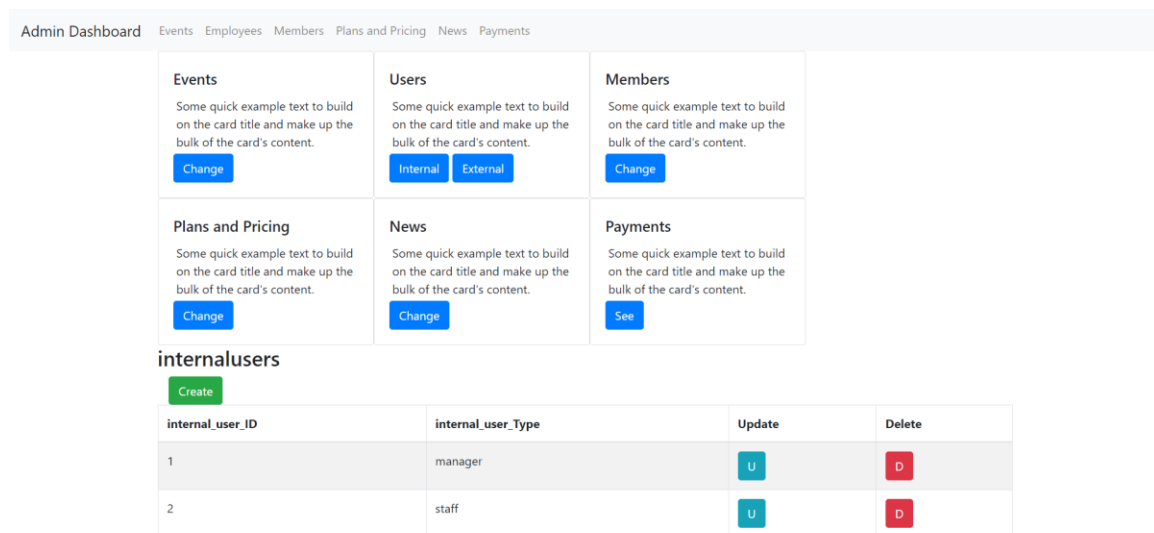 Admin Dashboard Events Employees Members Plans and Pricing News Payments
Events
Some quick example text to build
on the card title and make up the
bulk of the card's content.
Change
Users
Some quick example text to build
on the card title and make up the
bulk of the card's content.
Internal External
Members
Some quick example text to build
on the card title and make up the
bulk of the card's content.
Change
Plans and Pricing
Some quick example text to build
on the card title and make up the
bulk of the card's content.
Change
News
Some quick example text to build
on the card title and make up the
bulk of the card's content.
Change
Payments
Some quick example text to build
on the card title and make up the
bulk of the card's content.
See
internalusers
Create
internal_user_ID internal_user_Type Update Delete
1 manager U D
2 staff U D